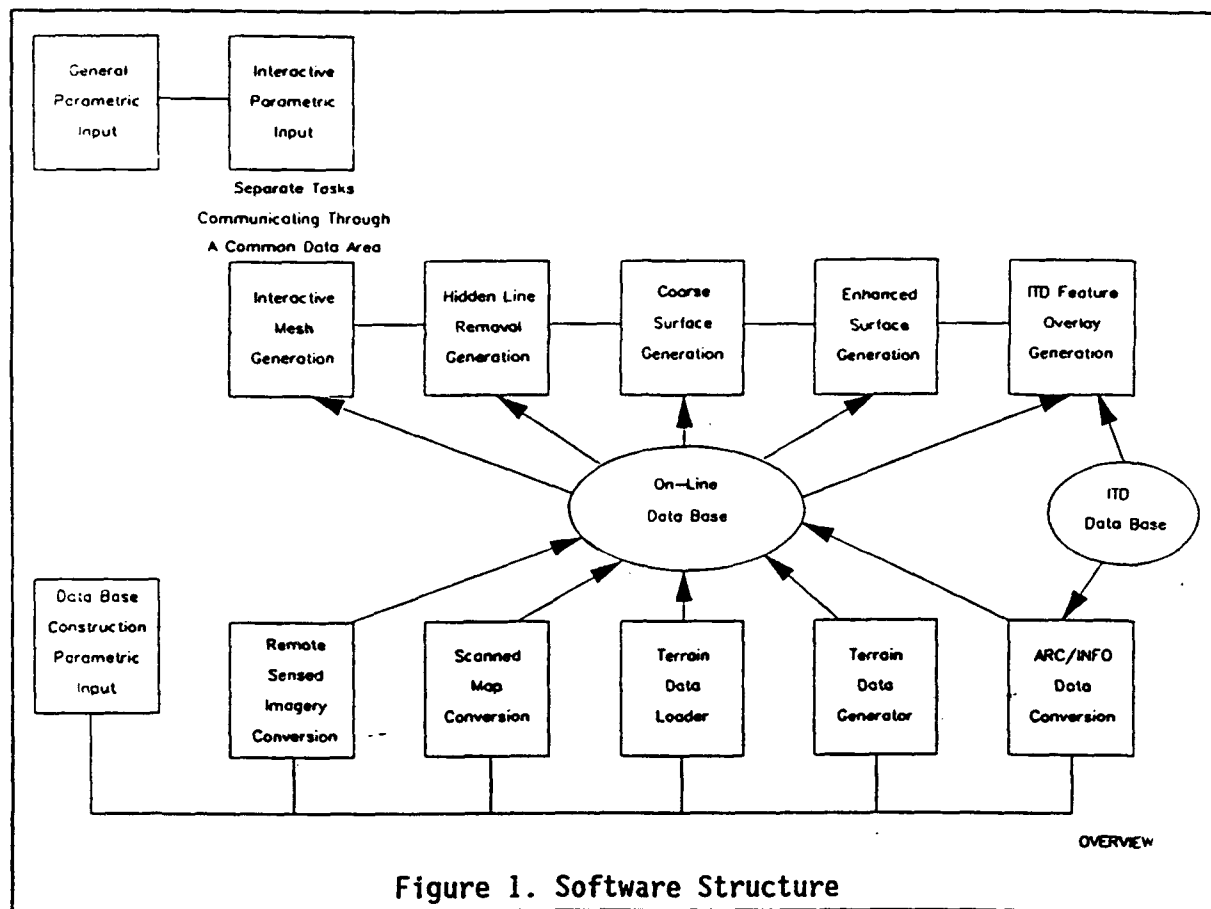 General
Parametric
Input
Interactive
Parametric
Input
Separate Tasks
Communicating Through
A Common Data Area
Interactive
Mesh
Generation
Hidden Line
Removal
Generation
Coarse
Surface
Generation
Enhanced
Surface
Generation
ITD Feature
Overlay
Generation
On-Line
Data Base
ITD
Data Base
Data Base
Construction
Parametric
Input
Remote
Sensed
Imagery
Conversion
Scanned
Map
Conversion
Terrain
Data
Loader
Terrain
Data
Generator
ARC/INFO
Data
Conversion
OVERVIEW
Figure 1. Software Structure